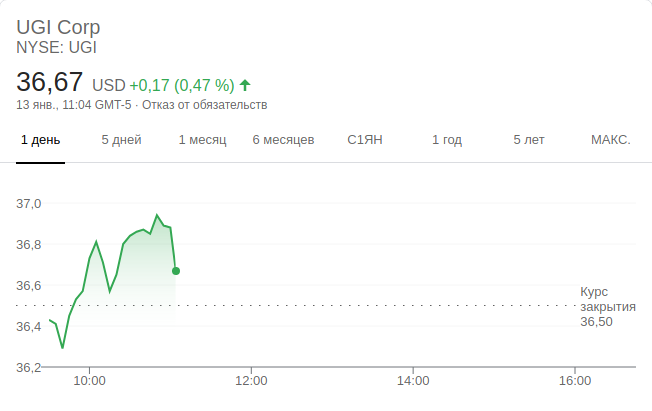 UGI Corp
NYSE: UGI
36,67 USD +0,17 (0,47 %)
13 янв., 11:04 GMT-5 · Отказ от обязательств
1 день 5 дней 1 месяц 6 месяцев С1ЯН 1 год 5 лет МАКС.
37,0
36,8
36,6
Курс
закрытия
36,50
36,4
36,2
10:00 12:00 14:00 16:00